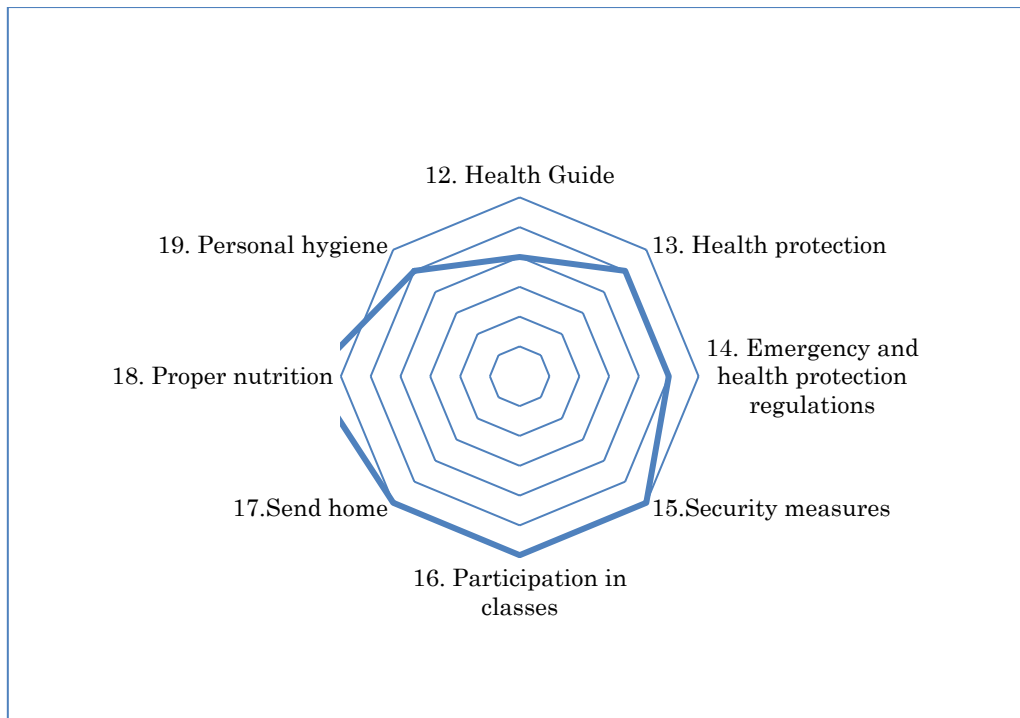 12. Health Guide
13. Health protection
14. Emergency and
health protection
regulations
15.Security measures
16. Participation in
classes
17.Send home
18. Proper nutrition
19. Personal hygiene